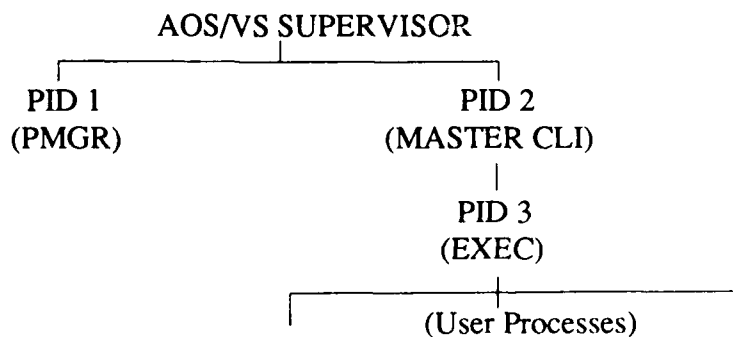 AOS/VS SUPERVISOR
PID 1 PID 2
(PMGR) (MASTER CLI)
PID 3
(EXEC)
(User Processes)